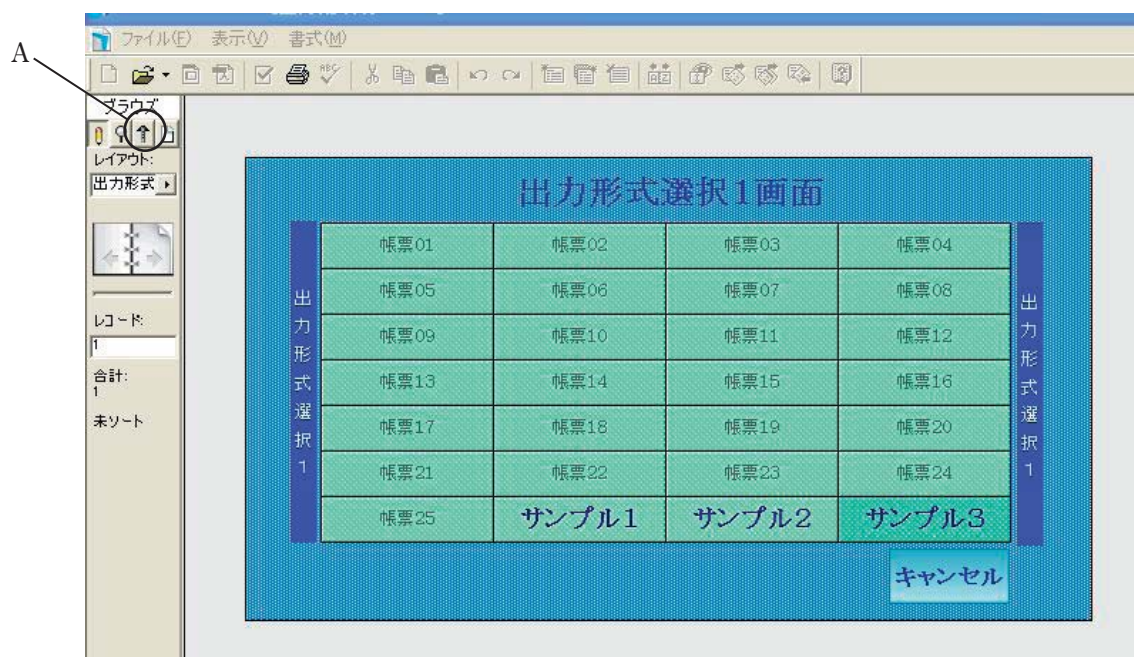 A
ファイル(F) 表示(V) 書式(M)
ブラウズ
レイアウト:
出力形式
レコード:
1
合計:
1
未ソート
出力形式選択1画面
出力形式選択1
帳票01 帳票02 帳票03 帳票04
帳票05 帳票06 帳票07 帳票08
帳票09 帳票10 帳票11 帳票12
帳票13 帳票14 帳票15 帳票16
帳票17 帳票18 帳票19 帳票20
帳票21 帳票22 帳票23 帳票24
帳票25 サンプル1 サンプル2 サンプル3
出力形式選択1
キャンセル